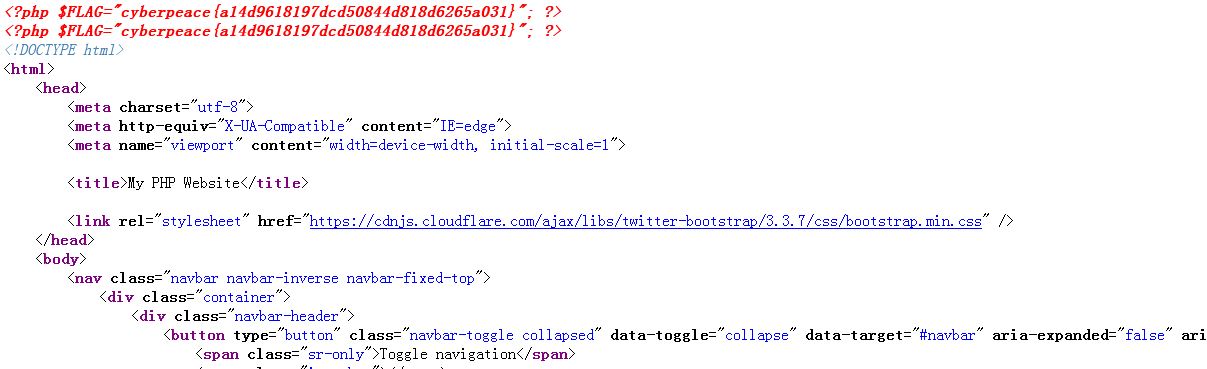 <?php $FLAG="cyberpeace{a14d9618197dcd50844d818d6265a031}"; ?>
<?php $FLAG="cyberpeace{a14d9618197dcd50844d818d6265a031}"; ?>
<!DOCTYPE html>
<html>
<head>
<meta charset="utf-8">
<meta http-equiv="X-UA-Compatible" content="IE=edge">
<meta name="viewport" content="width=device-width, initial-scale=1">
<title>My PHP Website</title>
<link rel="stylesheet" href="https://cdnjs.cloudflare.com/ajax/libs/twitter-bootstrap/3.3.7/css/bootstrap.min.css" />
</head>
<body>
<nav class="navbar navbar-inverse navbar-fixed-top">
<div class="container">
<div class="navbar-header">
<button type="button" class="navbar-toggle collapsed" data-toggle="collapse" data-target="#navbar" aria-expanded="false" ari
<span class="sr-only">Toggle navigation</span>